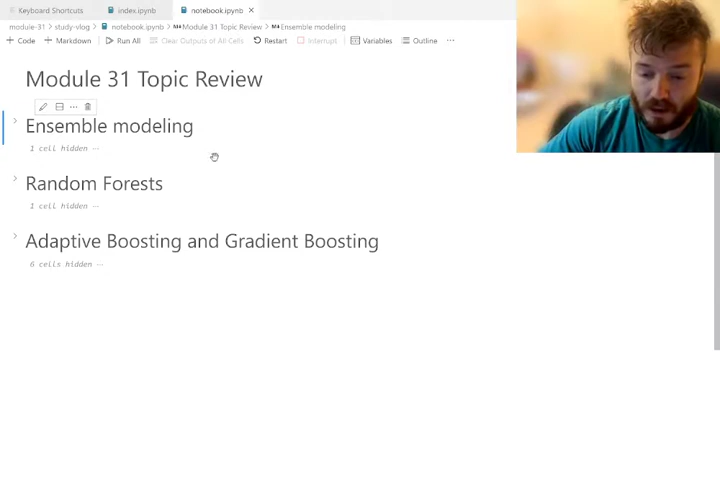 Keyboard Shortcuts index.ipynb notebook.ipynb
module-31 > study-vlog > notebook.ipynb > Module 31 Topic Review > Ensemble modeling
Code Markdown Run All Clear Outputs of All Cells Restart Interrupt Variables Outline ...
Module 31 Topic Review
Ensemble modeling
1 cell hidden ...
Random Forests
1 cell hidden ...
Adaptive Boosting and Gradient Boosting
6 cells hidden ...